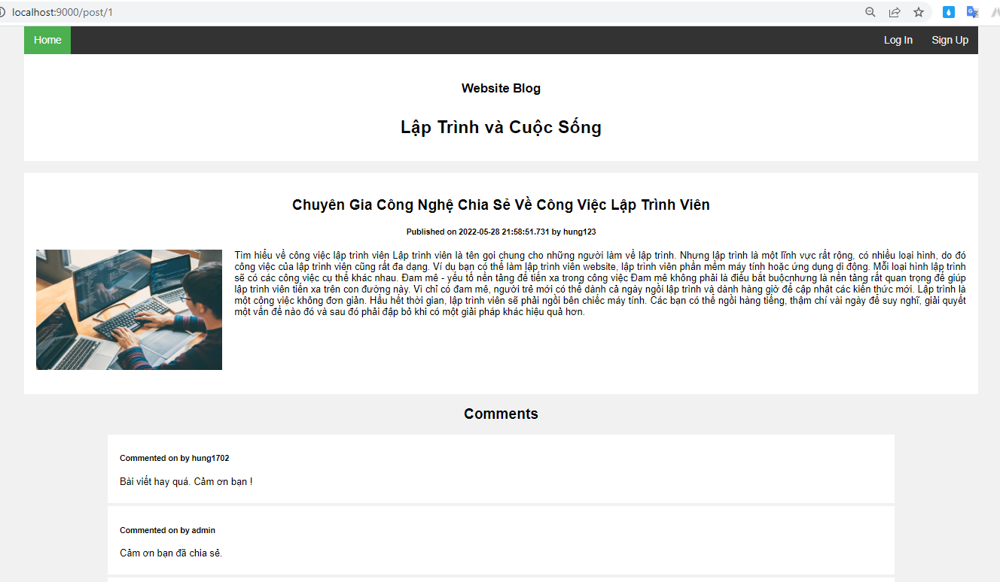 localhost:9000/post/1
Home
Log In
Sign Up
Website Blog
Lập Trình và Cuộc Sống
Chuyên Gia Công Nghệ Chia Sẻ Về Công Việc Lập Trình Viên
Published on 2022-05-28 21:58:51.731 by hung123
Tìm hiểu về công việc lập trình viên Lập trình viên là tên gọi chung cho những người làm về lập trình. Nhưng lập trình là một lĩnh vực rất rộng, có nhiều loại hình, do đó
công việc của lập trình viên cũng rất đa dạng. Ví dụ bạn có thể làm lập trình viên website, lập trình viên phần mềm máy tính hoặc ứng dụng di động. Mỗi loại hình lập trình
sẽ có các công việc cụ thể khác nhau. Đam mê - yếu tố nền tảng để tiến xa trong công việc Đam mê không phải là điều bắt buộcnhưng là nền tảng rất quan trọng để giúp
lập trình viên tiến xa trên con đường này. Vì chỉ có đam mê, người trẻ mới có thể dành cả ngày ngồi lập trình và dành hàng giờ để cập nhật các kiến thức mới. Lập trình là
một công việc không đơn giản. Hầu hết thời gian, lập trình viên sẽ phải ngồi bên chiếc máy tính. Các bạn có thể ngồi hàng tiếng, thậm chí vài ngày để suy nghĩ, giải quyết
một vấn đề nào đó và sau đó phải đập bỏ khi có một giải pháp khác hiệu quả hơn.
Comments
Commented on by hung1702
Bài viết hay quá. Cảm ơn bạn !
Commented on by admin
Cảm ơn bạn đã chia sẻ.